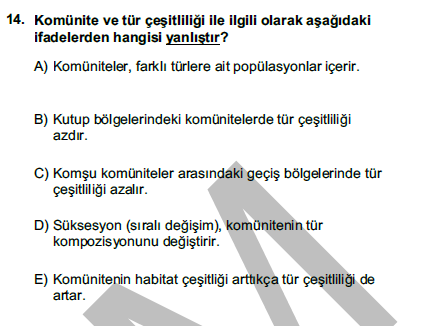 14. Komünite ve tür çeşitliliği ile ilgili olarak aşağıdaki
ifadelerden hangisi yanlıştır?
A) Komüniteler, farklı türlere ait popülasyonlar içerir.
B) Kutup bölgelerindeki komünitelerde tür çeşitliliği
azdır.
C) Komşu komüniteler arasındaki geçiş bölgelerinde tür
çeşitliliği azalır.
D) Süksesyon (sıralı değişim), komünitenin tür
kompozisyonunu değiştirir.
E) Komünitenin habitat çeşitliği arttıkça tür çeşitliliği de
artar.